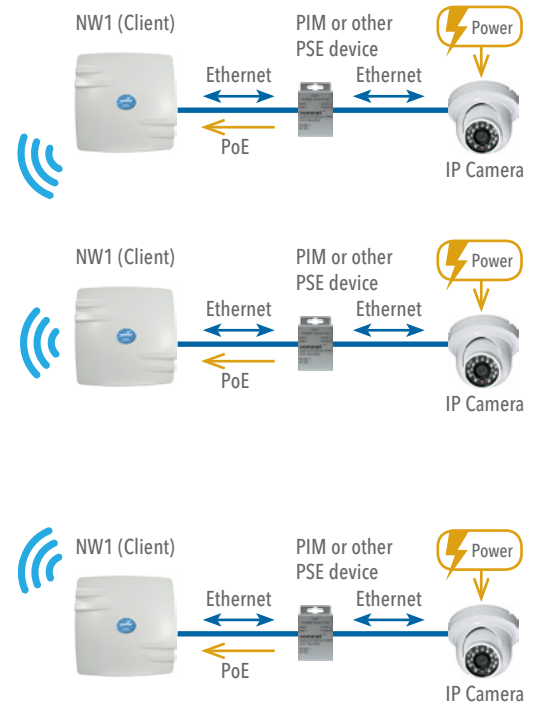 NW1 (Client)
PIM or other
PSE device
Power
Ethernet
Ethernet
PoE
IP Camera
NW1 (Client)
PIM or other
PSE device
Power
Ethernet
Ethernet
PoE
IP Camera
NW1 (Client)
PIM or other
PSE device
Power
Ethernet
Ethernet
PoE
IP Camera